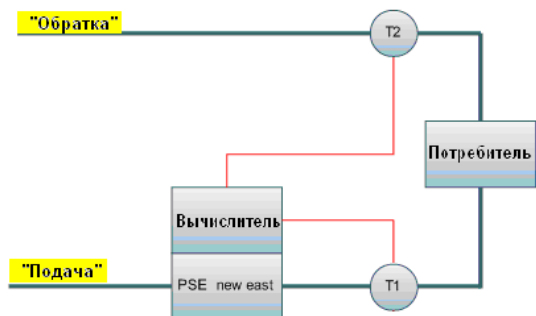 "Обратка"
T2
Потребитель
Вычислитель
"Подача"
PSE new east
T1